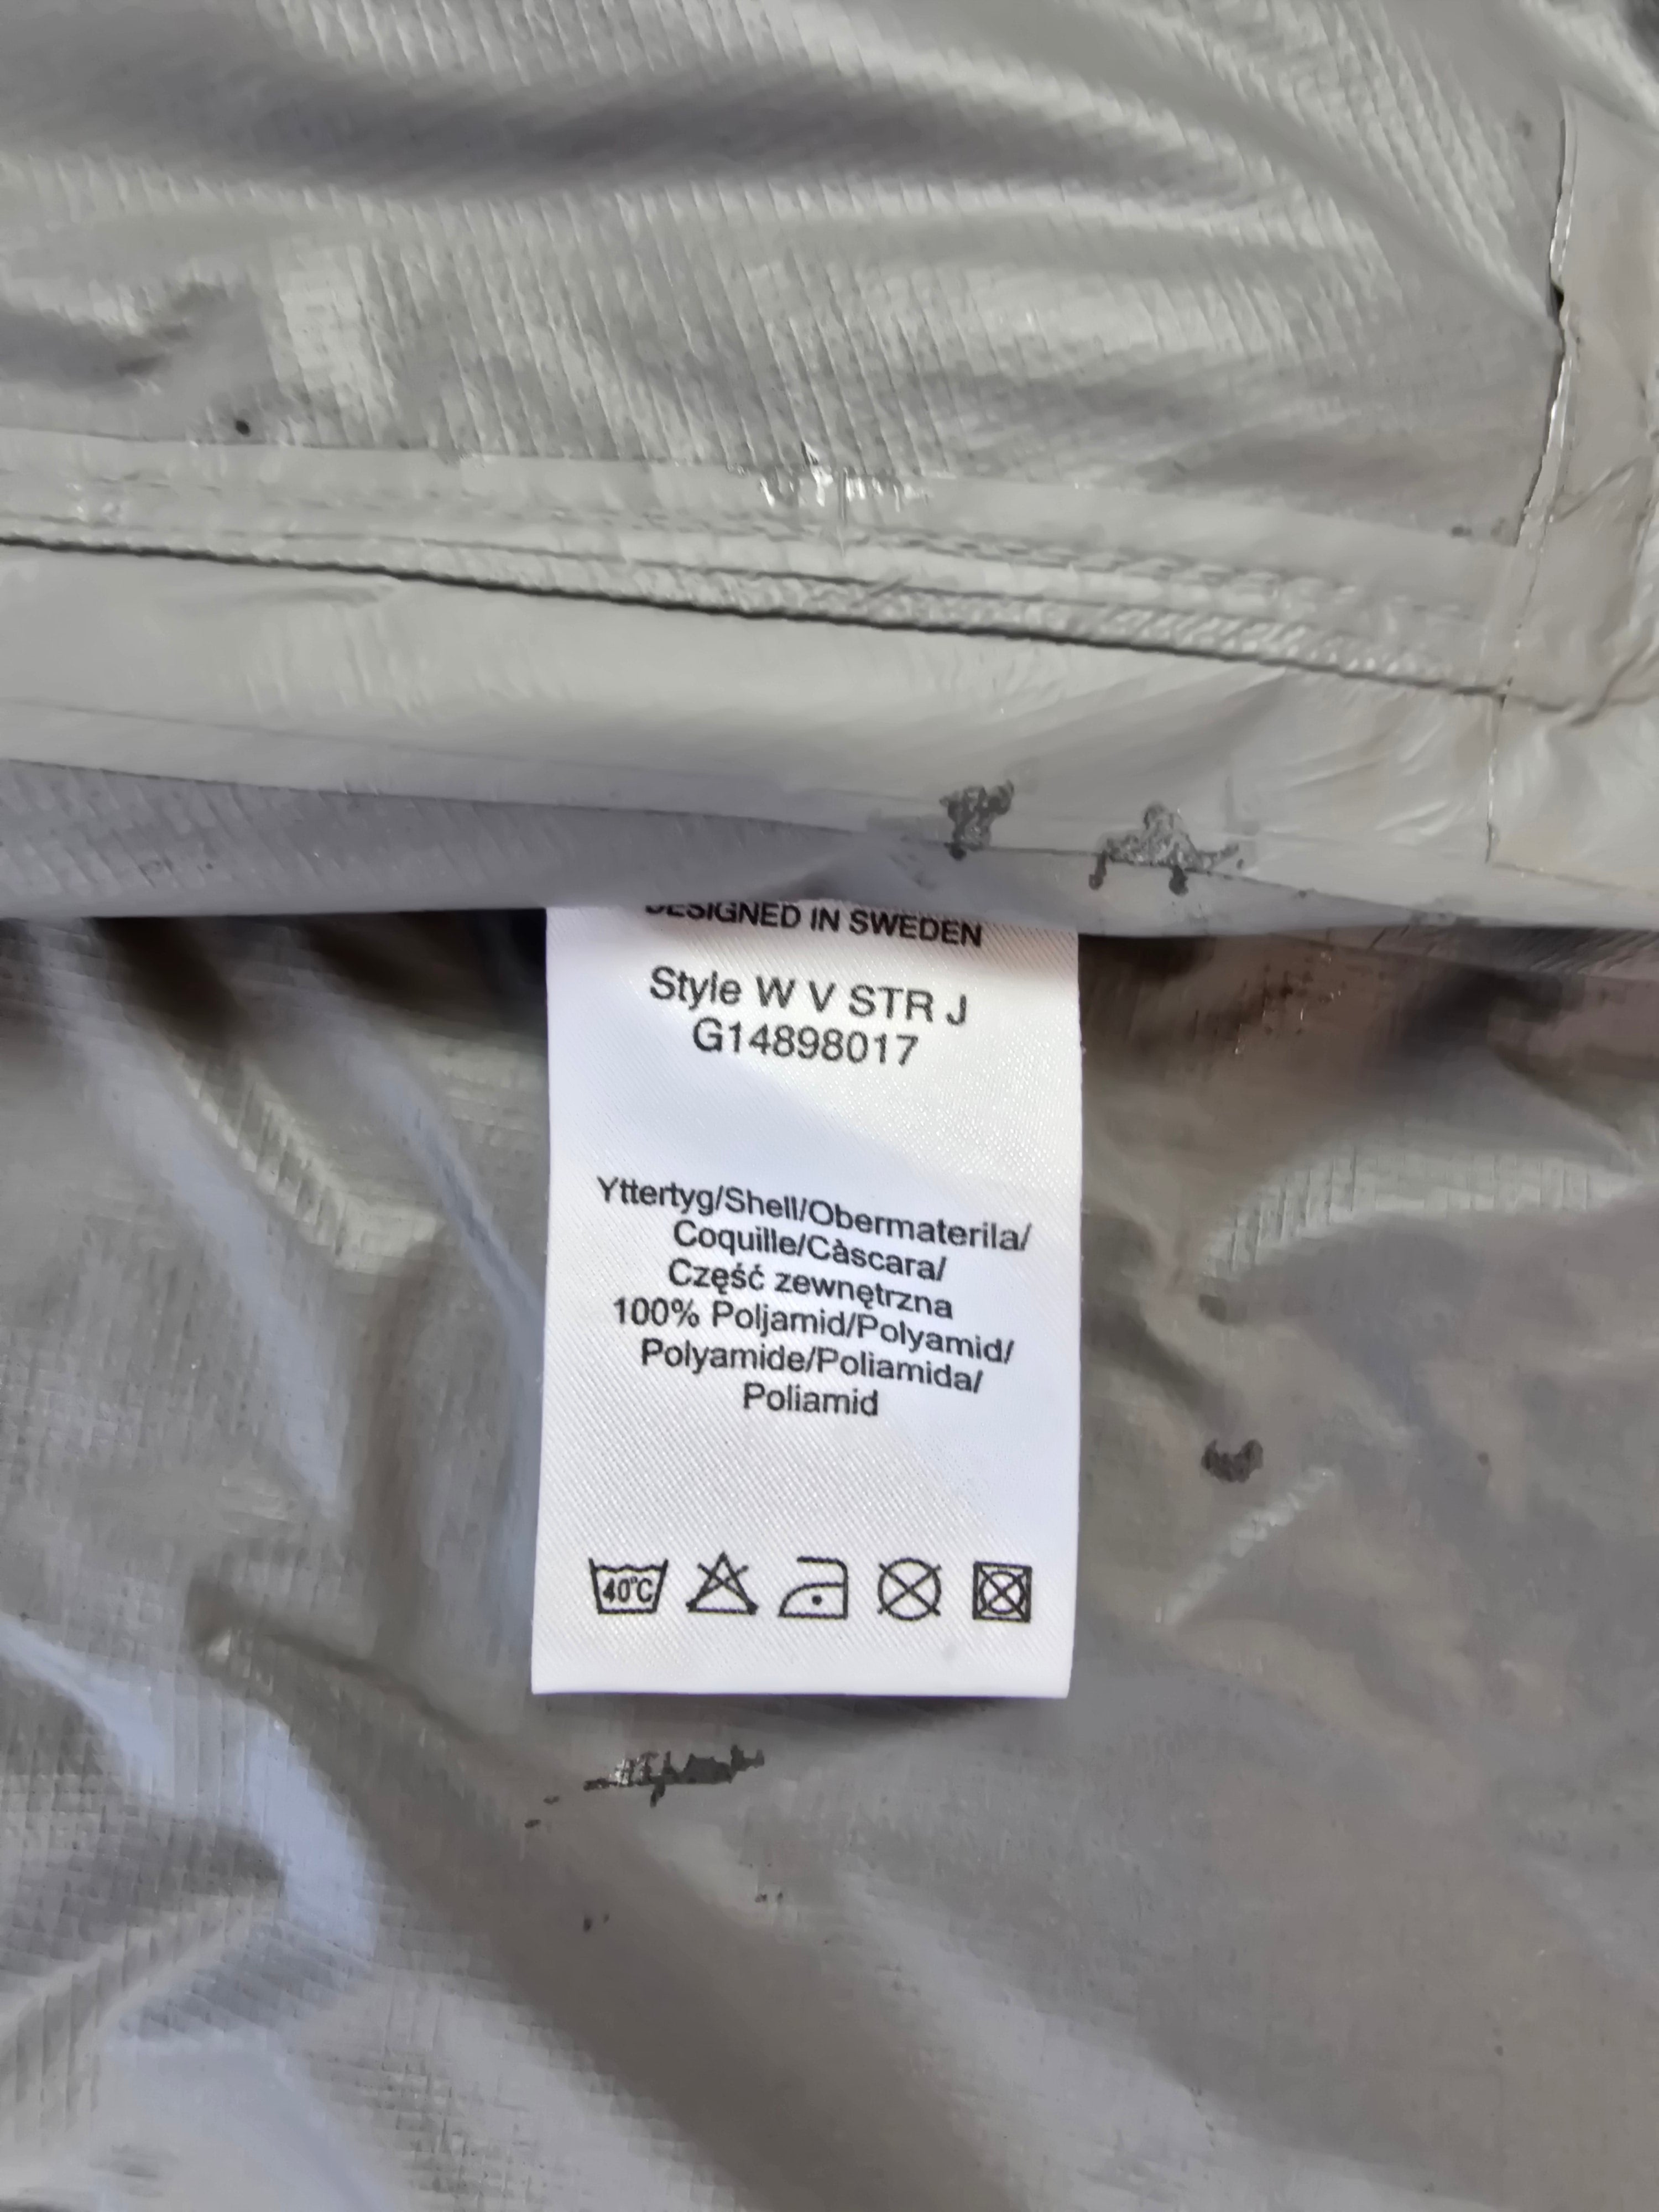 DESIGNED IN SWEDEN
Style W V STR J
G14898017
Yttertyg/Shell/Obermaterila/
Coquille/Càscara/
Część zewnętrzna
100% Poljamid/Polyamid/
Polyamide/Poliamida/
Poliamid
40°C